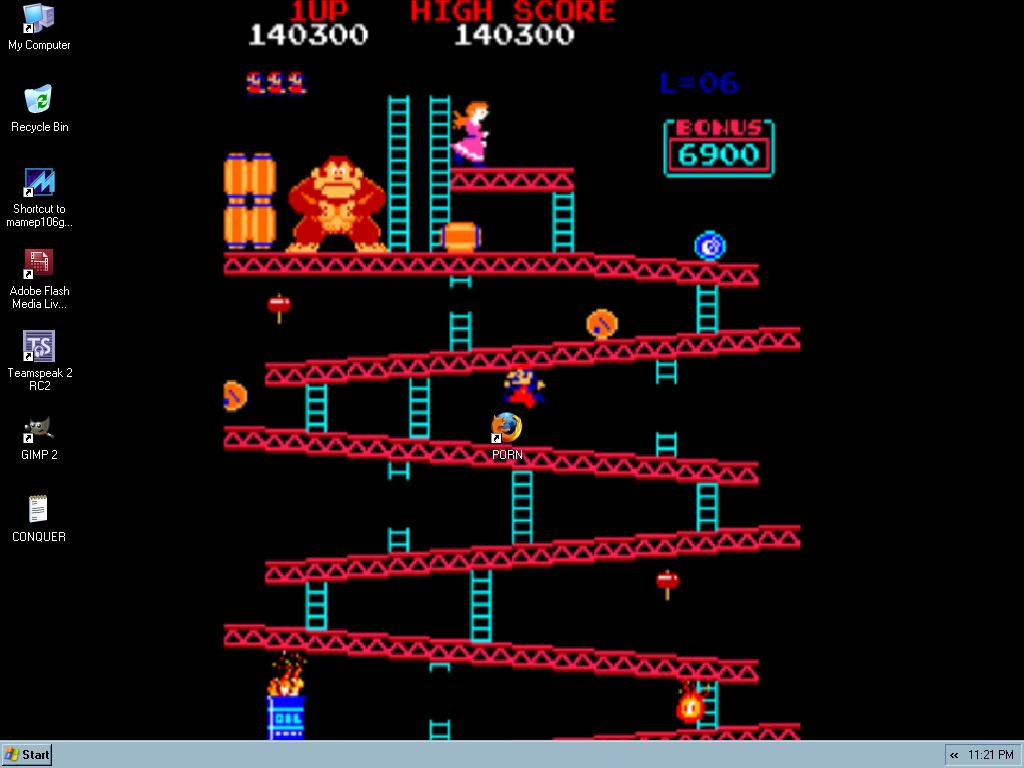 1UP HIGH SCORE
140300 140300
L=06
BONUS
6900
My Computer
Recycle Bin
Shortcut to
mamep106g...
Adobe Flash
Media Liv...
TS
Teamspeak 2
RC2
GIMP 2
CONQUER
PORN
OIL
Start
« 11:21 PM